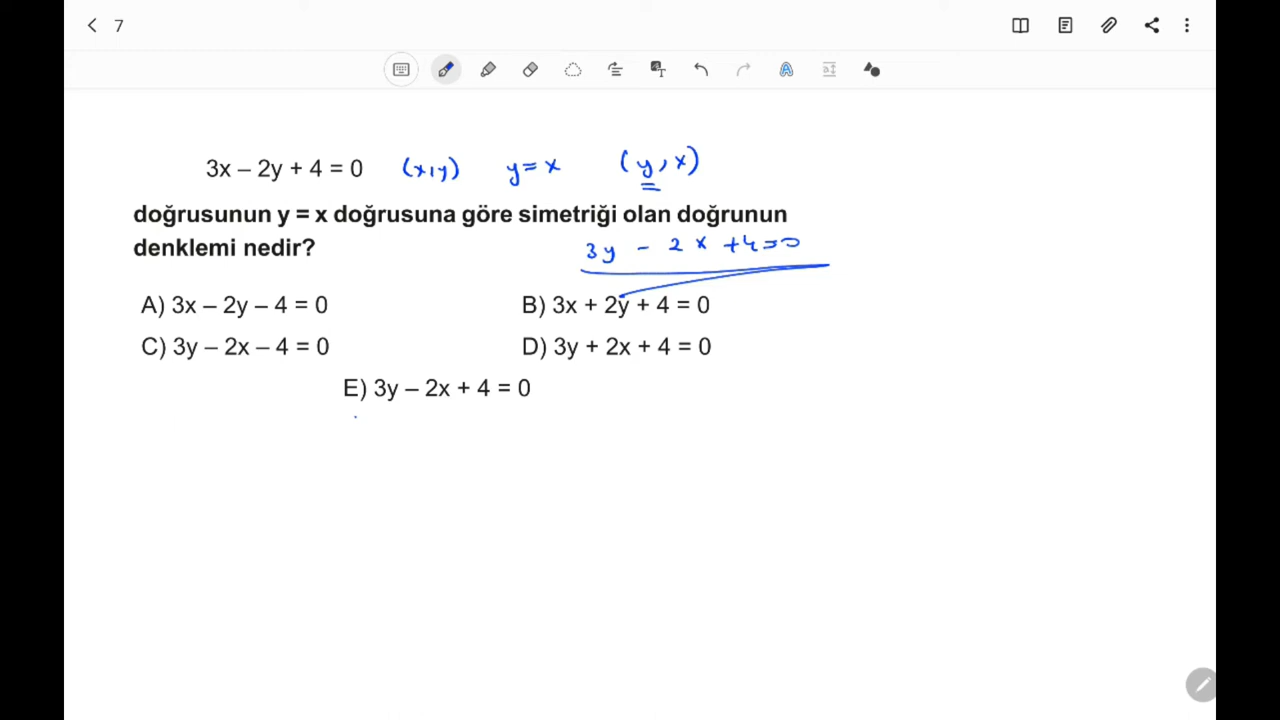 7
3x – 2y + 4 = 0 (x,y) y = x (y, x)
doğrusunun y = x doğrusuna göre simetriği olan doğrunun
denklemi nedir?
3y - 2x + 4 = 0
A) 3x – 2y – 4 = 0 B) 3x + 2y + 4 = 0
C) 3y – 2x – 4 = 0 D) 3y + 2x + 4 = 0
E) 3y – 2x + 4 = 0